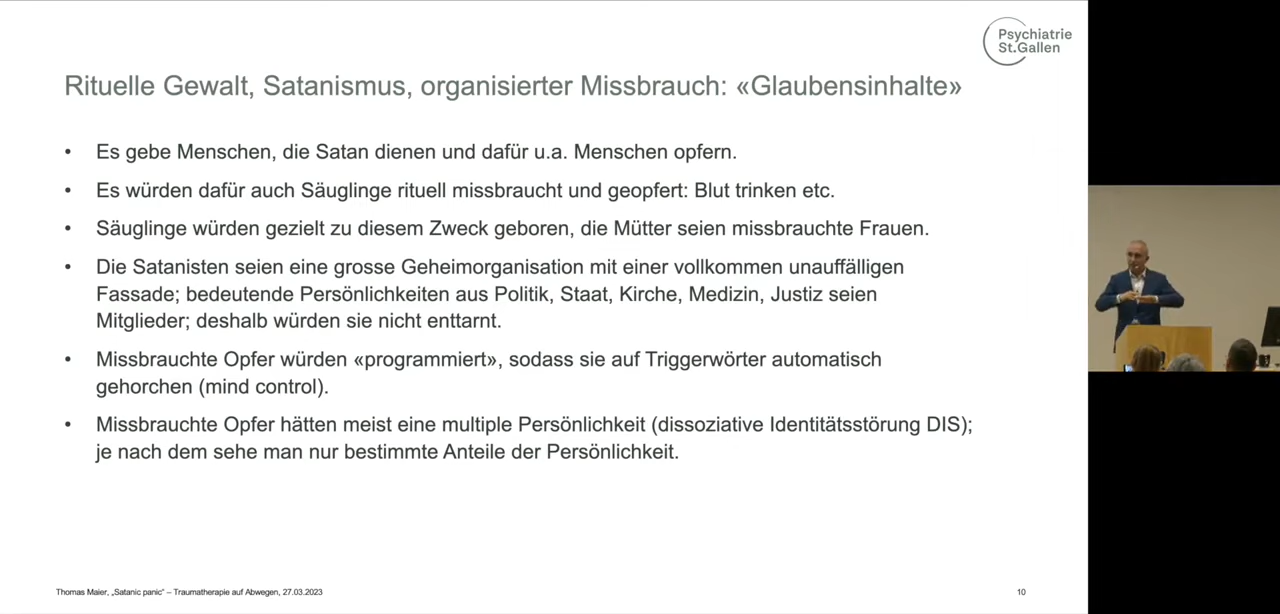 Psychiatrie
St.Gallen
Rituelle Gewalt, Satanismus, organisierter Missbrauch: «Glaubensinhalte»
• Es gebe Menschen, die Satan dienen und dafür u.a. Menschen opfern.
• Es würden dafür auch Säuglinge rituell missbraucht und geopfert: Blut trinken etc.
• Säuglinge würden gezielt zu diesem Zweck geboren, die Mütter seien missbrauchte Frauen.
• Die Satanisten seien eine grosse Geheimorganisation mit einer vollkommen unauffälligen
Fassade; bedeutende Persönlichkeiten aus Politik, Staat, Kirche, Medizin, Justiz seien
Mitglieder; deshalb würden sie nicht enttarnt.
• Missbrauchte Opfer würden «programmiert», sodass sie auf Triggerwörter automatisch
gehorchen (mind control).
• Missbrauchte Opfer hätten meist eine multiple Persönlichkeit (dissoziative Identitätsstörung DIS);
je nach dem sehe man nur bestimmte Anteile der Persönlichkeit.
Thomas Maier, „Satanic panic“ – Traumatherapie auf Abwegen, 27.03.2023
10